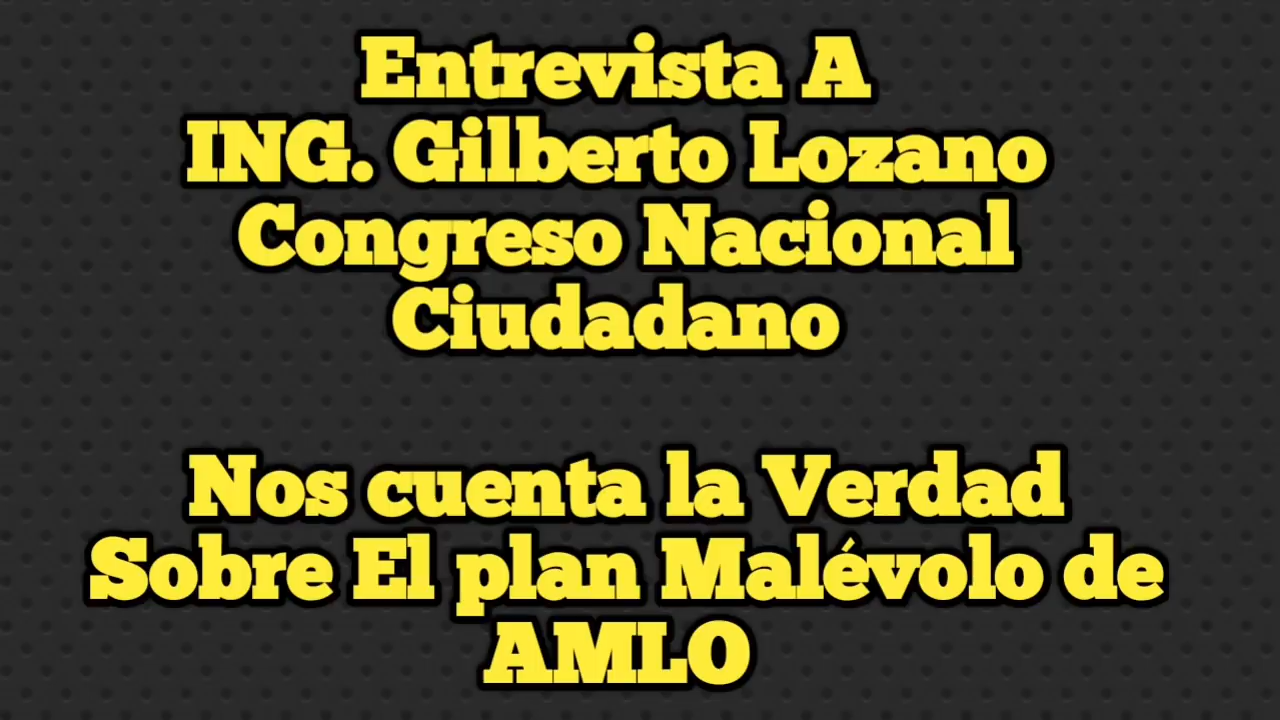 Entrevista A
ING. Gilberto Lozano
Congreso Nacional
Ciudadano
Nos cuenta la Verdad
Sobre El plan Malévolo de
AMLO